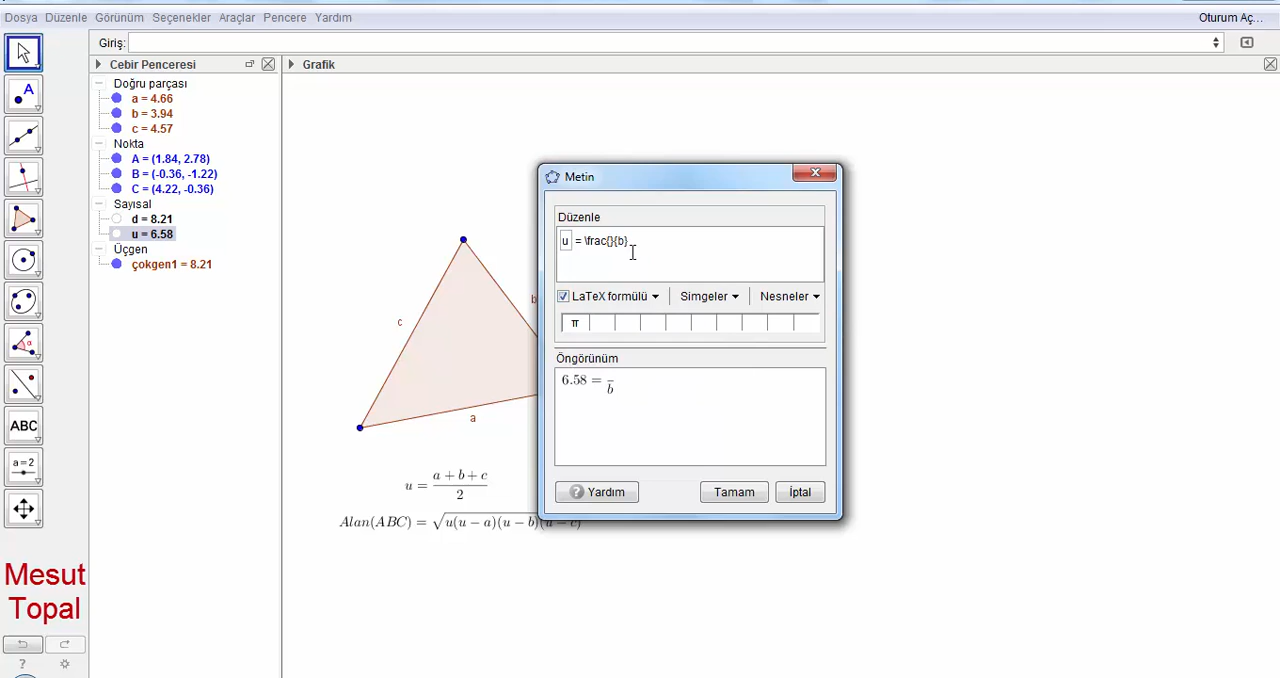 Dosya Düzenle Görünüm Seçenekler Araçlar Pencere Yardım Oturum Aç...
Giriş:
Cebir Penceresi
Grafik
Doğru parçası
a = 4.66
b = 3.94
c = 4.57
Nokta
A = (1.84, 2.78)
B = (-0.36, -1.22)
C = (4.22, -0.36)
Sayısal
d = 8.21
u = 6.58
Üçgen
çokgen1 = 8.21
A
ABC
a=2
Mesut
Topal
?
c
b
a
u = \frac{a+b+c}{2}
Alan(ABC) = \sqrt{u(u-a)(u-b)(u-c)}
Metin
Düzenle
u = \frac{}{b}
LaTeX formülü Simgeler Nesneler
π
Öngörünüm
6.58 = \frac{}{b}
? Yardım Tamam İptal